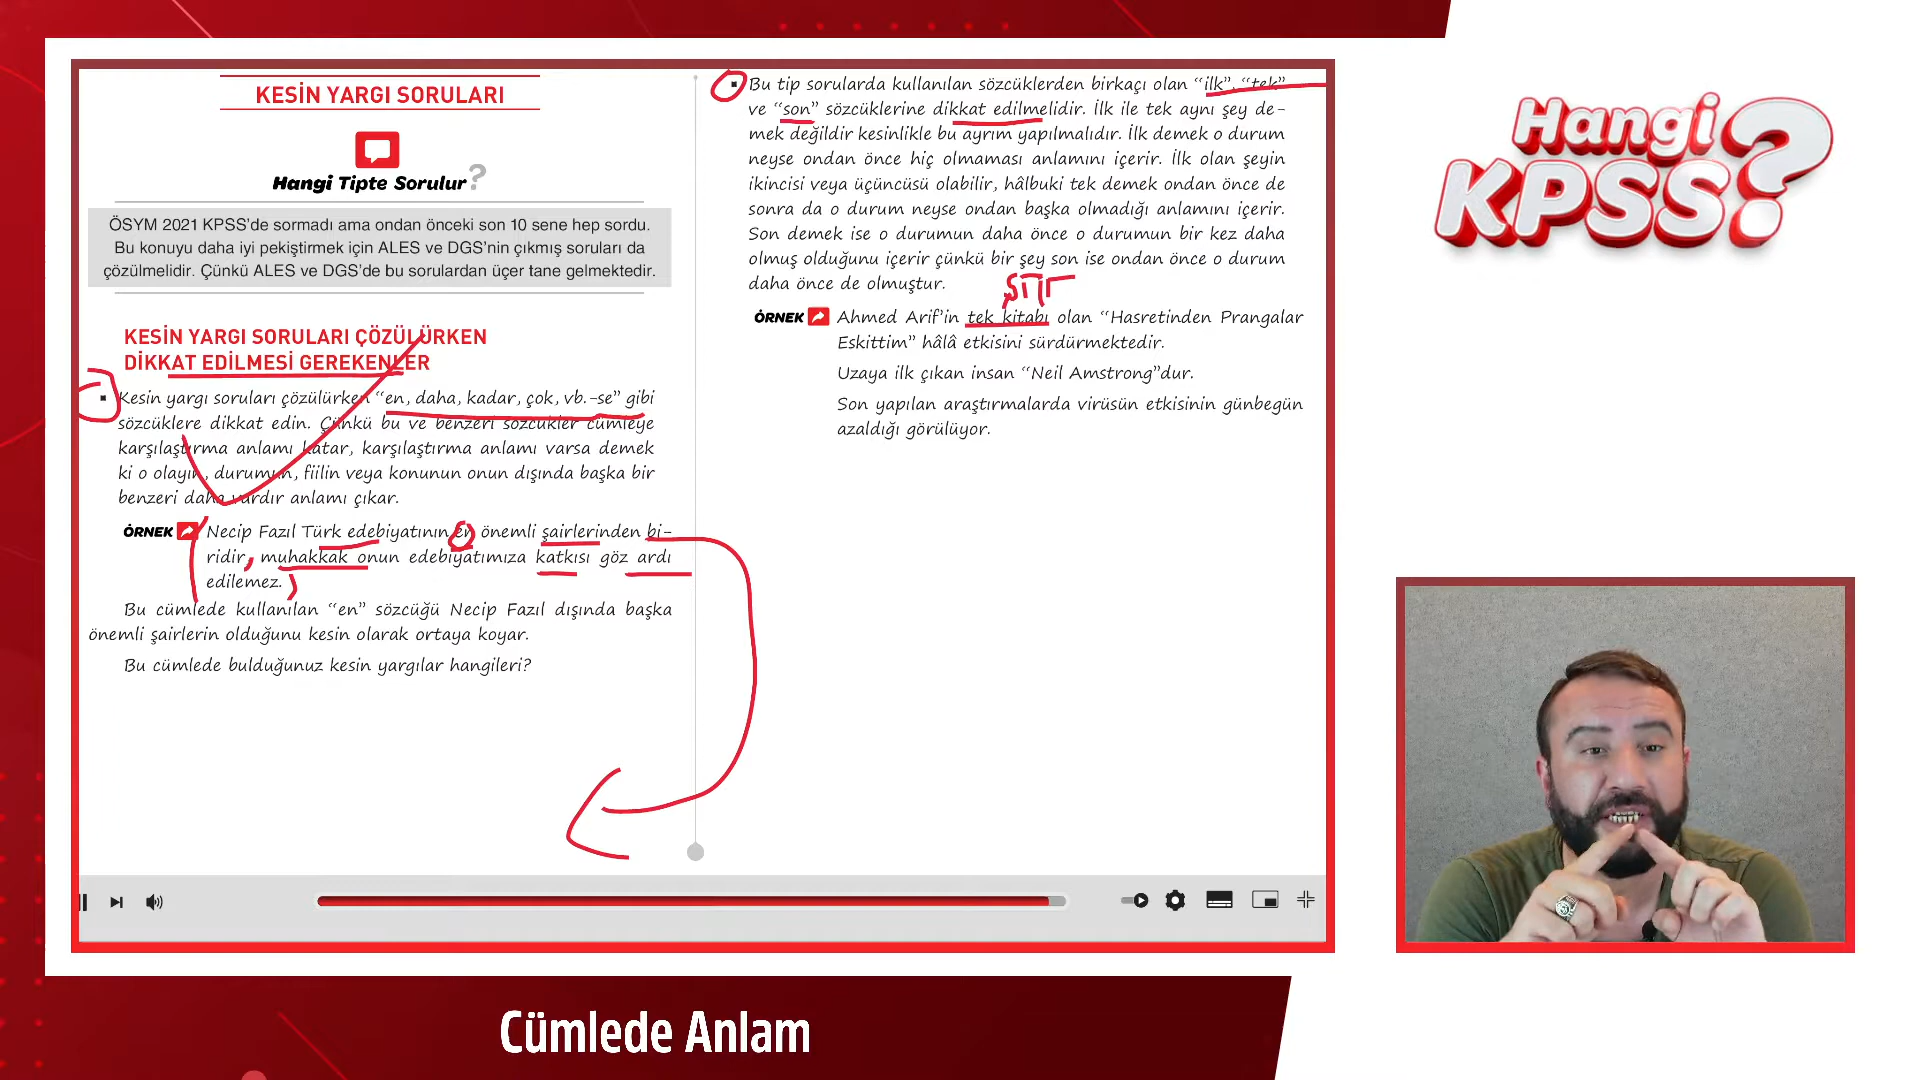 KESİN YARGI SORULARI
Hangi Tipte Sorulur?
ÖSYM 2021 KPSS'de sormadı ama ondan önceki son 10 sene hep sordu.
Bu konuyu daha iyi pekiştirmek için ALES ve DGS'nin çıkmış soruları da
çözülmelidir. Çünkü ALES ve DGS'de bu sorulardan üçer tane gelmektedir.
KESİN YARGI SORULARI ÇÖZÜLÜRKEN
DİKKAT EDİLMESİ GEREKENLER
▪ Kesin yargı soruları çözülürken “en, daha, kadar, çok, vb.-se” gibi
sözcüklere dikkat edin. Çünkü bu ve benzeri sözcükler cümleye
karşılaştırma anlamı katar, karşılaştırma anlamı varsa demek
ki o olayın, durumun, fiilin veya konunun onun dışında başka bir
benzeri daha vardır anlamı çıkar.
ÖRNEK Necip Fazıl Türk edebiyatının en önemli şairlerinden bi-
ridir, muhakkak onun edebiyatımıza katkısı göz ardı
edilemez.
Bu cümlede kullanılan “en” sözcüğü Necip Fazıl dışında başka
önemli şairlerin olduğunu kesin olarak ortaya koyar.
Bu cümlede bulduğunuz kesin yargılar hangileri?
▪ Bu tip sorularda kullanılan sözcüklerden birkaçı olan “ilk”, “tek”
ve “son” sözcüklerine dikkat edilmelidir. İlk ile tek aynı şey de-
mek değildir kesinlikle bu ayrım yapılmalıdır. İlk demek o durum
neyse ondan önce hiç olmaması anlamını içerir. İlk olan şeyin
ikincisi veya üçüncüsü olabilir, hâlbuki tek demek ondan önce de
sonra da o durum neyse ondan başka olmadığı anlamını içerir.
Son demek ise o durumun daha önce o durumun bir kez daha
olmuş olduğunu içerir çünkü bir şey son ise ondan önce o durum
daha önce de olmuştur.
şiir
ÖRNEK Ahmed Arif'in tek kitabı olan “Hasretinden Prangalar
Eskittim” hâlâ etkisini sürdürmektedir.
Uzaya ilk çıkan insan “Neil Amstrong”dur.
Son yapılan araştırmalarda virüsün etkisinin günbegün
azaldığı görülüyor.
Hangi
KPSS?
Cümlede Anlam